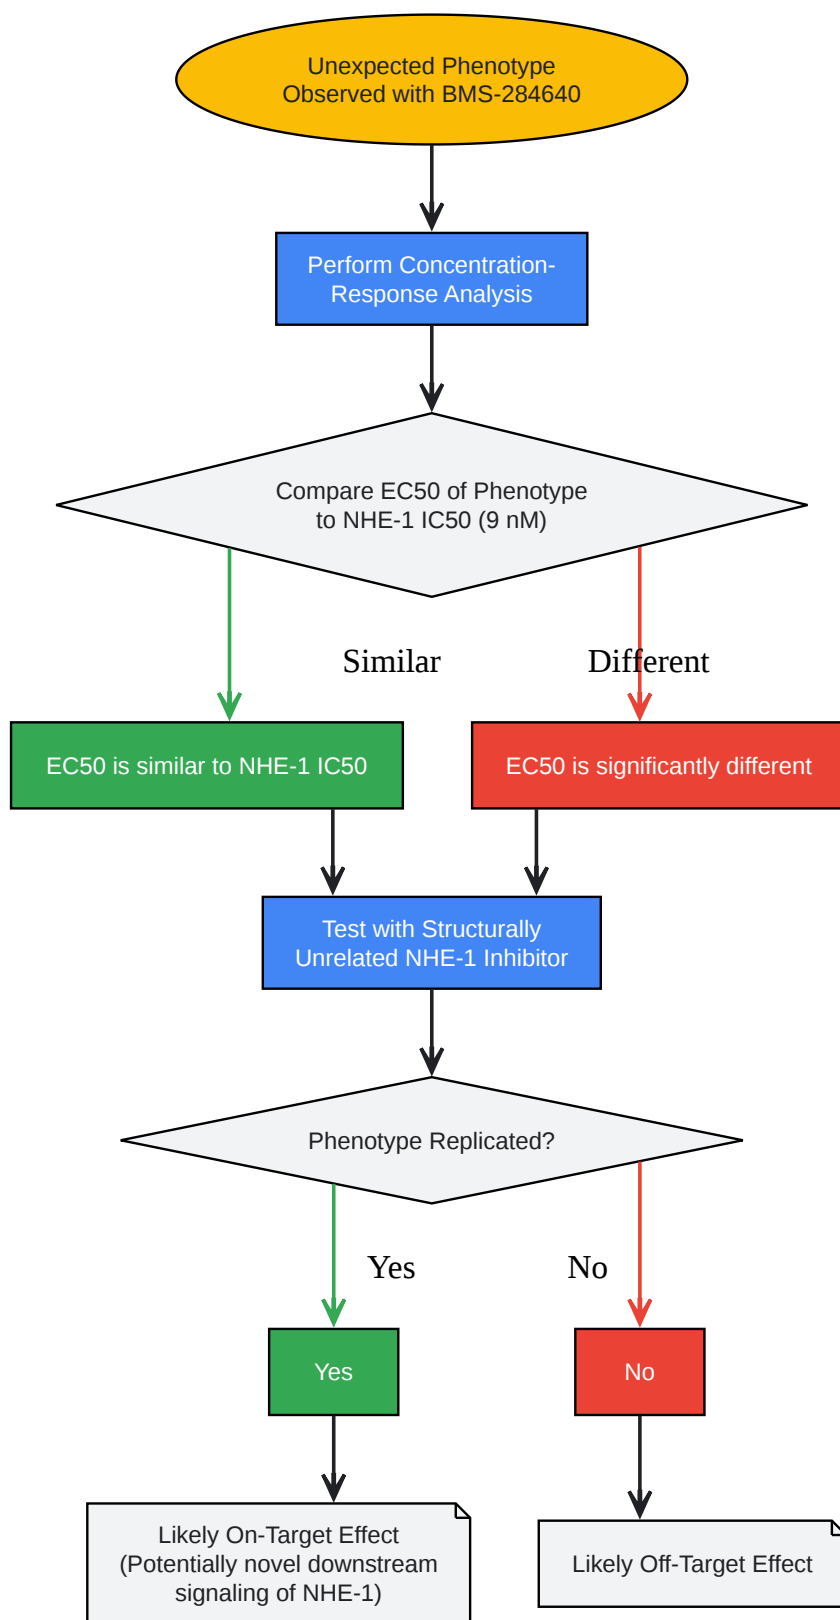 Unexpected Phenotype
Observed with BMS-284640
Perform Concentration-
Response Analysis
Compare EC50 of Phenotype
to NHE-1 IC50 (9 nM)
Similar
Different
EC50 is similar to NHE-1 IC50
EC50 is significantly different
Test with Structurally
Unrelated NHE-1 Inhibitor
Phenotype Replicated?
Yes
No
Yes
No
Likely On-Target Effect
(Potentially novel downstream
signaling of NHE-1)
Likely Off-Target Effect